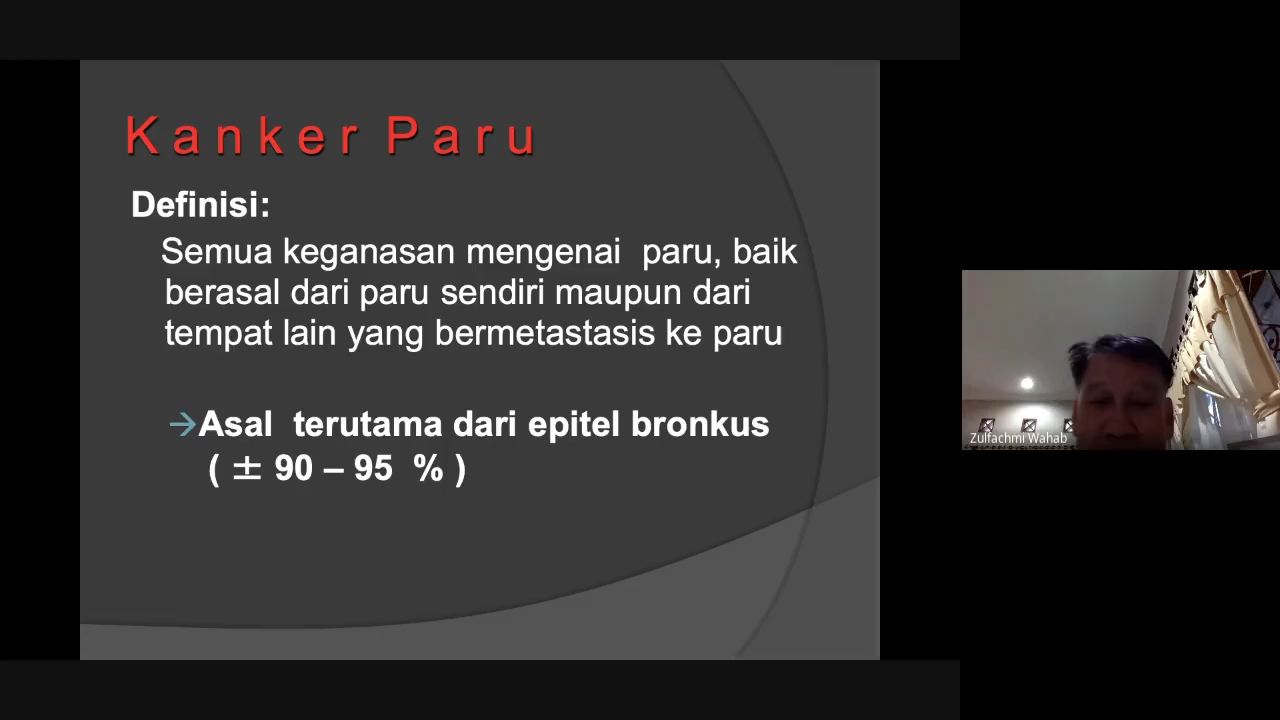 Kanker Paru
Definisi:
Semua keganasan mengenai paru, baik
berasal dari paru sendiri maupun dari
tempat lain yang bermetastasis ke paru
→Asal terutama dari epitel bronkus
( ± 90 – 95 % )
Zulfachmi Wahab